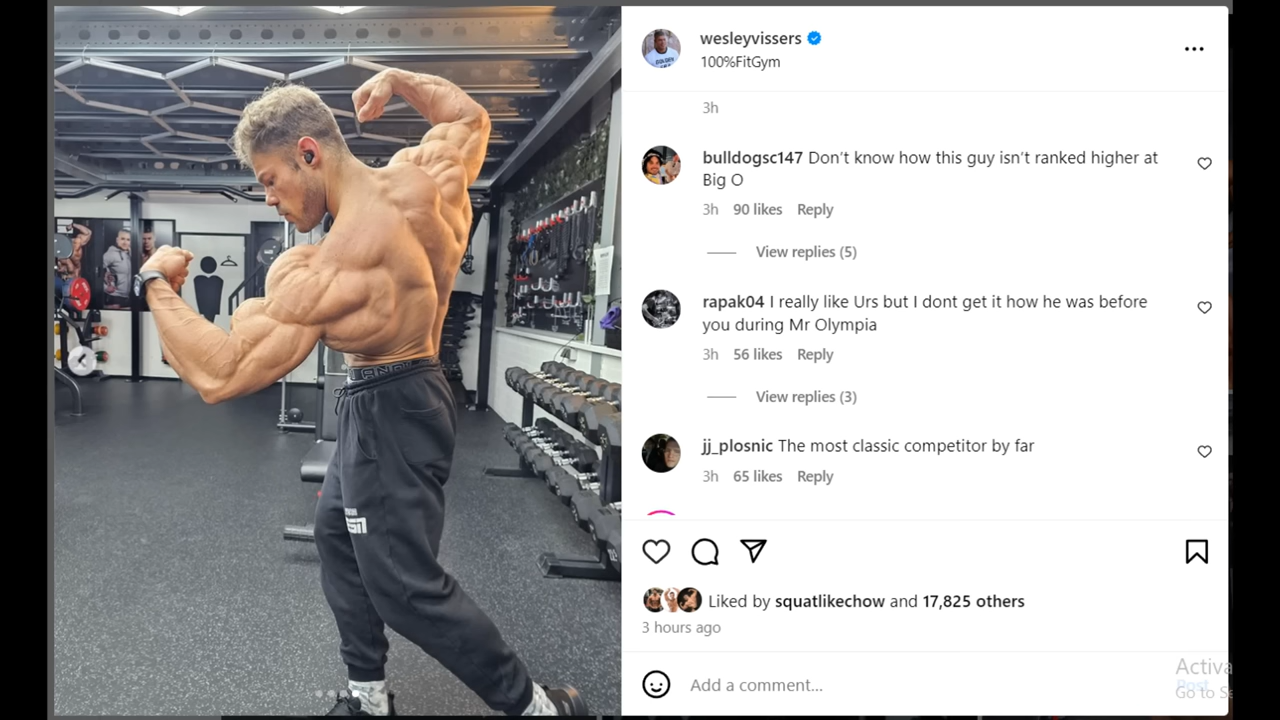 wesleyvissers
100%FitGym
3h
bulldogsc147 Don't know how this guy isn't ranked higher at
Big O
3h 90 likes Reply
View replies (5)
rapak04 I really like Urs but I dont get it how he was before
you during Mr Olympia
3h 56 likes Reply
View replies (3)
jj_plosnic The most classic competitor by far
3h 65 likes Reply
Liked by squatlikechow and 17,825 others
3 hours ago
Add a comment...
Post
Activa
Go to Se